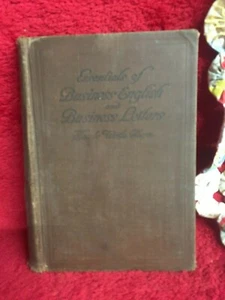 Essentials of
Business English
and
Business Letters